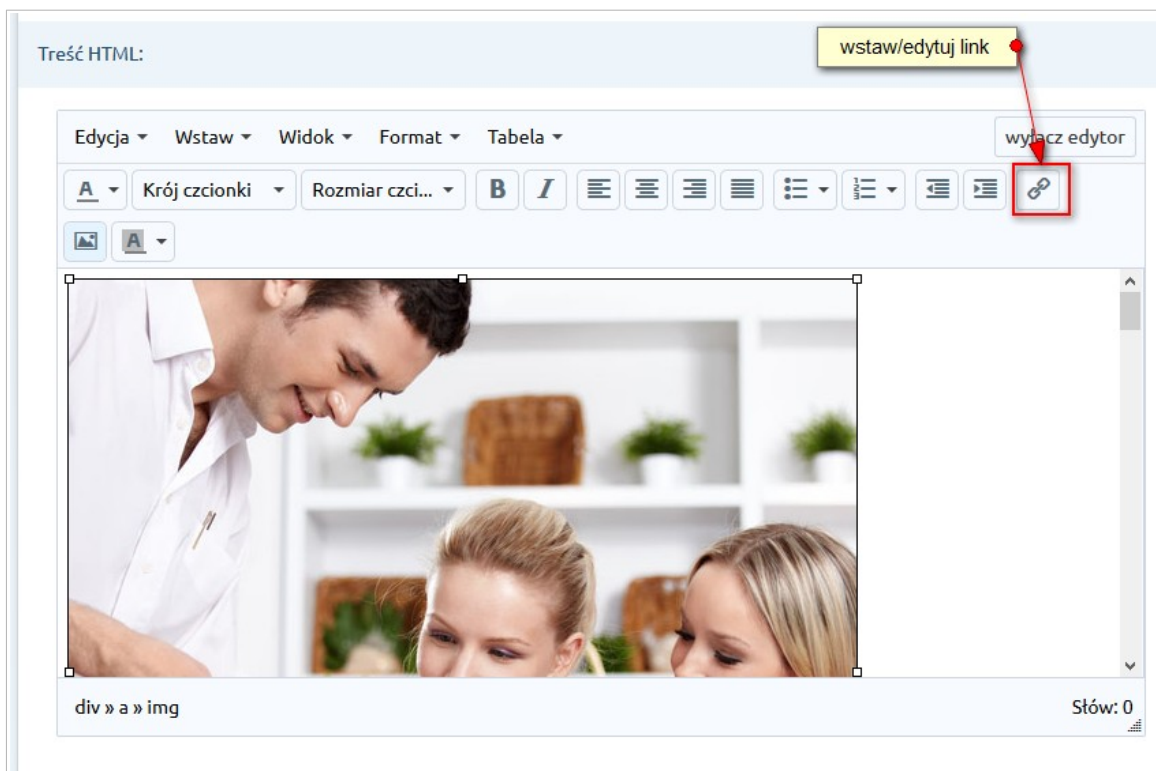 Treść HTML:
wstaw/edytuj link
Edycja Wstaw Widok Format Tabela wyłącz edytor
A Krój czcionki Rozmiar czci... B I
A
div » a » img Słów: 0